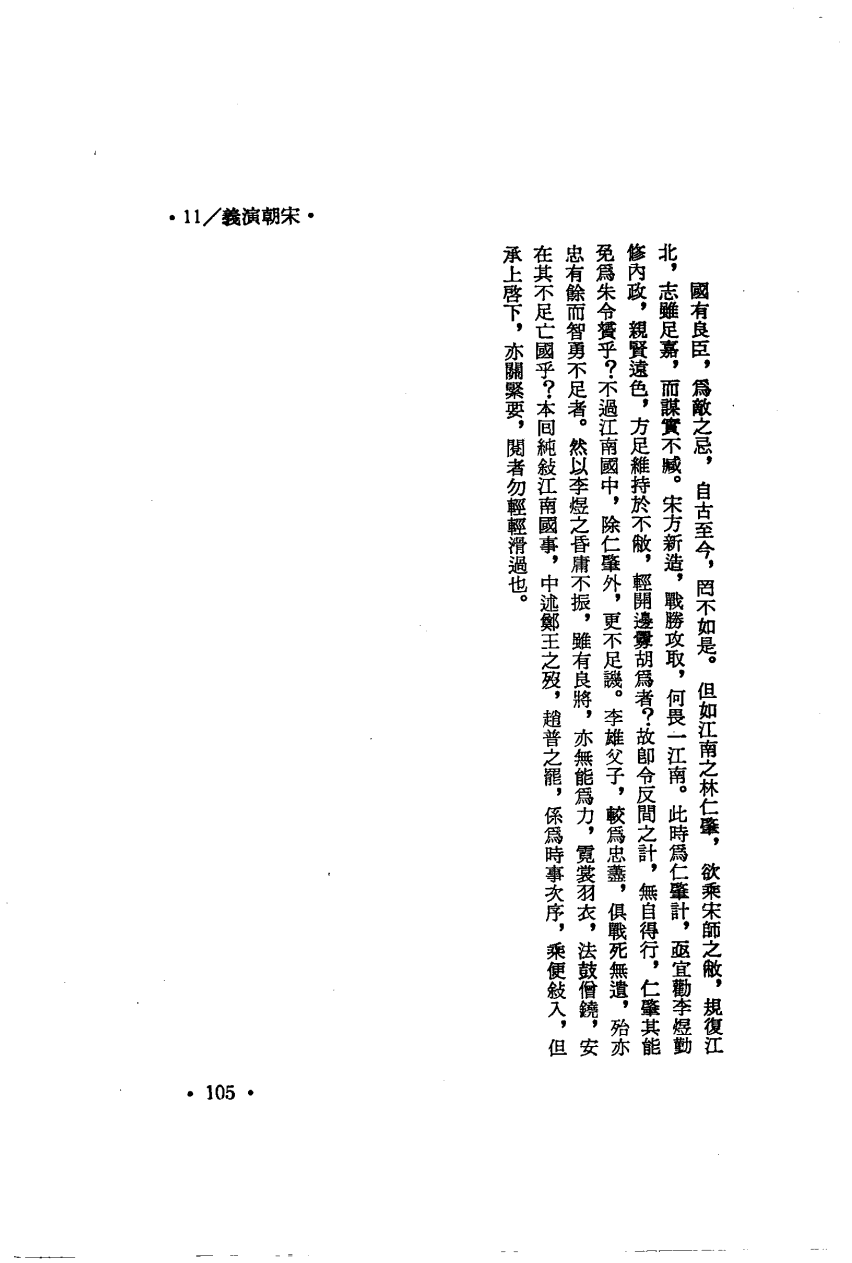 •宋朝演義/11•
國有良臣，爲敵之忌，自古至今，罔不如是。但如江南之林仁肇，欲乘宋師之敝，規復江
北，志雖足嘉，而謀實不臧。宋方新造，戰勝攻取，何畏一江南。此時爲仁肇計，亟宜勸李煜勤
修內政，親賢遠色，方足維持於不敝，輕開邊釁胡爲者？故卽令反間之計，無自得行，仁肇其能
免爲朱令贇乎？不過江南國中，除仁肇外，更不足譏。李雄父子，較爲忠藎，俱戰死無遺，殆亦
忠有餘而智勇不足者。然以李煜之昏庸不振，雖有良將，亦無能爲力，霓裳羽衣，法鼓僧鐃，安
在其不足亡國乎？本回純敍江南國事，中述鄭王之歿，趙普之罷，係爲時事次序，乘便敍入，但
承上啓下，亦關緊要，閱者勿輕輕滑過也。
•105•